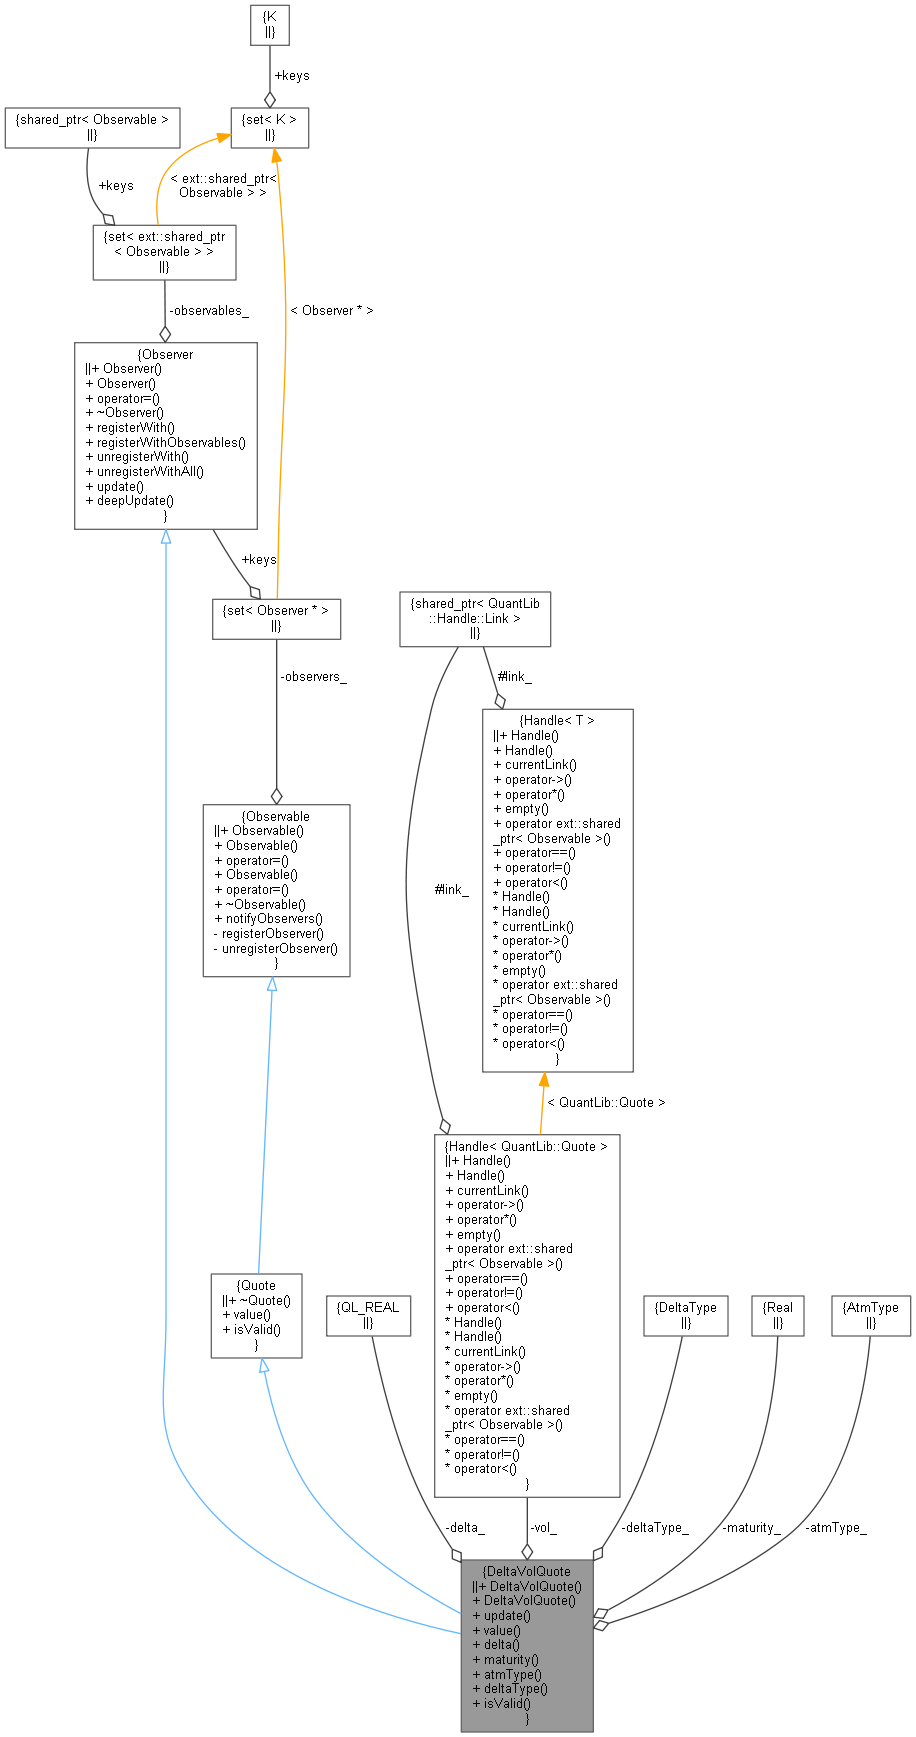 {K
||}
+keys
{shared_ptr< Observable >
||}
{set< K >
||}
+keys
< ext::shared_ptr<
Observable > >
{set< ext::shared_ptr
< Observable > >
||}
-observables_
< Observer * >
{Observer
||+ Observer()
+ Observer()
+ operator=()
+ ~Observer()
+ registerWith()
+ registerWithObservables()
+ unregisterWith()
+ unregisterWithAll()
+ update()
+ deepUpdate()
}
+keys
{set< Observer * >
||}
{shared_ptr< QuantLib
::Handle::Link >
||}
-observers_
#link_
{Handle< T >
||+ Handle()
+ Handle()
+ currentLink()
+ operator->()
+ operator*()
+ empty()
+ operator ext::shared
_ptr< Observable >()
+ operator==()
+ operator!=()
+ operator<()
* Handle()
* Handle()
* currentLink()
* operator->()
* operator*()
* empty()
* operator ext::shared
_ptr< Observable >()
* operator==()
* operator!=()
* operator<()
}
#link_
{Observable
||+ Observable()
+ Observable()
+ operator=()
+ Observable()
+ operator=()
+ ~Observable()
+ notifyObservers()
- registerObserver()
- unregisterObserver()
}
< QuantLib::Quote >
{Handle< QuantLib::Quote >
||+ Handle()
+ Handle()
+ currentLink()
+ operator->()
+ operator*()
+ empty()
+ operator ext::shared
_ptr< Observable >()
+ operator==()
+ operator!=()
+ operator<()
* Handle()
* Handle()
* currentLink()
* operator->()
* operator*()
* empty()
* operator ext::shared
_ptr< Observable >()
* operator==()
* operator!=()
* operator<()
}
{Quote
||+ ~Quote()
+ value()
+ isValid()
}
{QL_REAL
||}
{DeltaType
||}
{Real
||}
{AtmType
||}
-delta_
-vol_
-deltaType_
-maturity_
-atmType_
{DeltaVolQuote
||+ DeltaVolQuote()
+ DeltaVolQuote()
+ update()
+ value()
+ delta()
+ maturity()
+ atmType()
+ deltaType()
+ isValid()
}